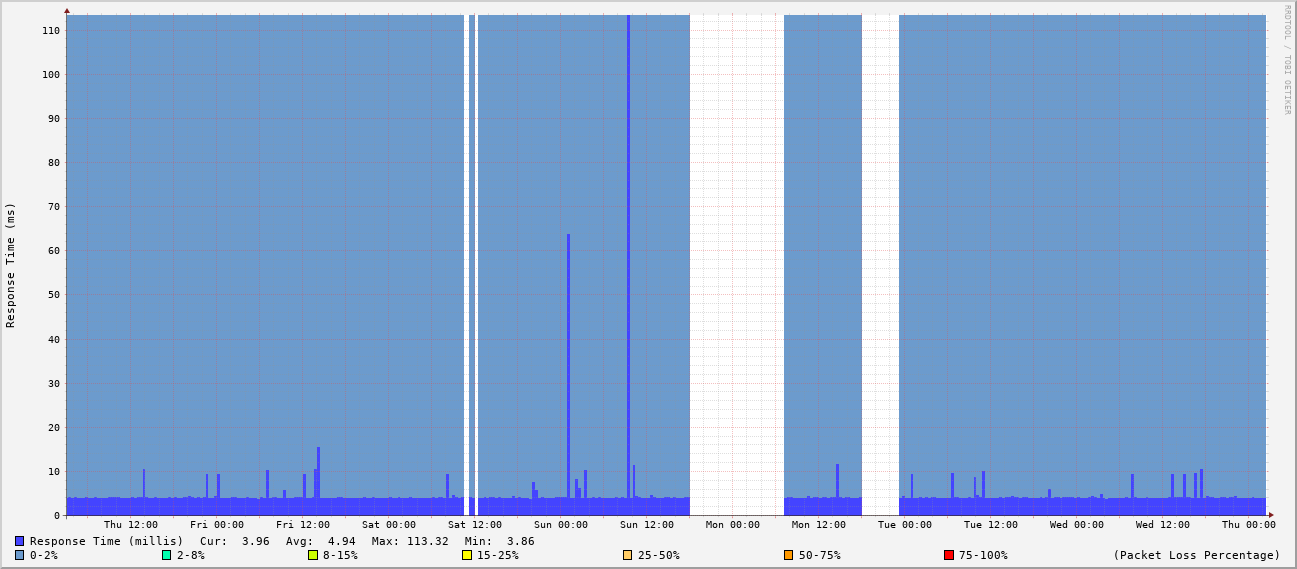 RRDTOOL / TOBI OETIKER
Response Time (ms)
110
100
90
80
70
60
50
40
30
20
10
0
Thu 12:00 Fri 00:00 Fri 12:00 Sat 00:00 Sat 12:00 Sun 00:00 Sun 12:00 Mon 00:00 Mon 12:00 Tue 00:00 Tue 12:00 Wed 00:00 Wed 12:00 Thu 00:00
Response Time (millis) Cur: 3.96 Avg: 4.94 Max: 113.32 Min: 3.86
0-2% 2-8% 8-15% 15-25% 25-50% 50-75% 75-100% (Packet Loss Percentage)